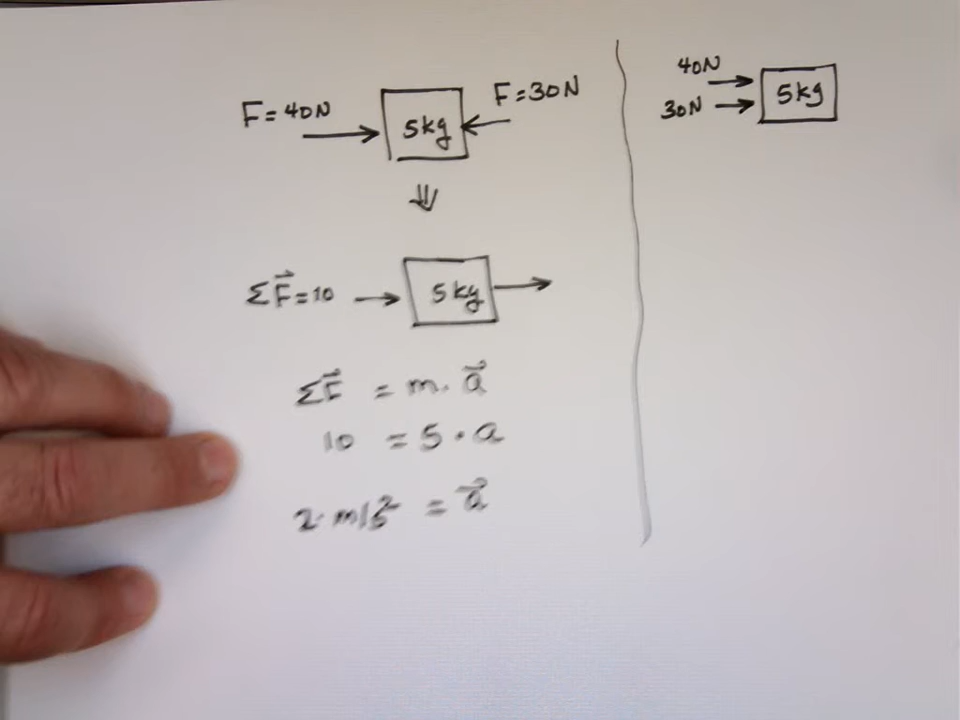 F = 40N
5kg
F = 30N
ΣF⃗ = 10
5kg
ΣF⃗ = m . a⃗
10 = 5 . a
2 m/s² = a⃗
40N
30N
5kg